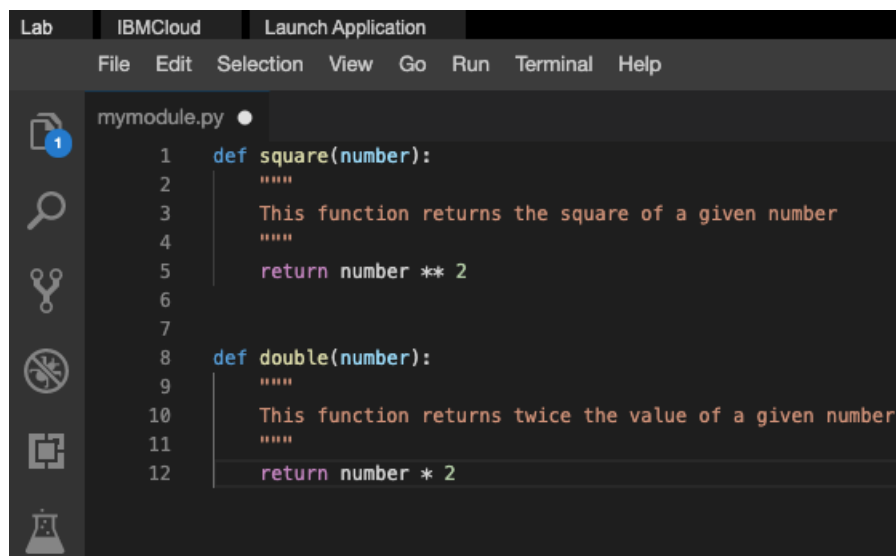 Lab IBMCloud Launch Application
File Edit Selection View Go Run Terminal Help
1
mymodule.py
1 def square(number):
2     """
3     This function returns the square of a given number
4     """
5     return number ** 2
6
7
8 def double(number):
9     """
10     This function returns twice the value of a given number
11     """
12     return number * 2